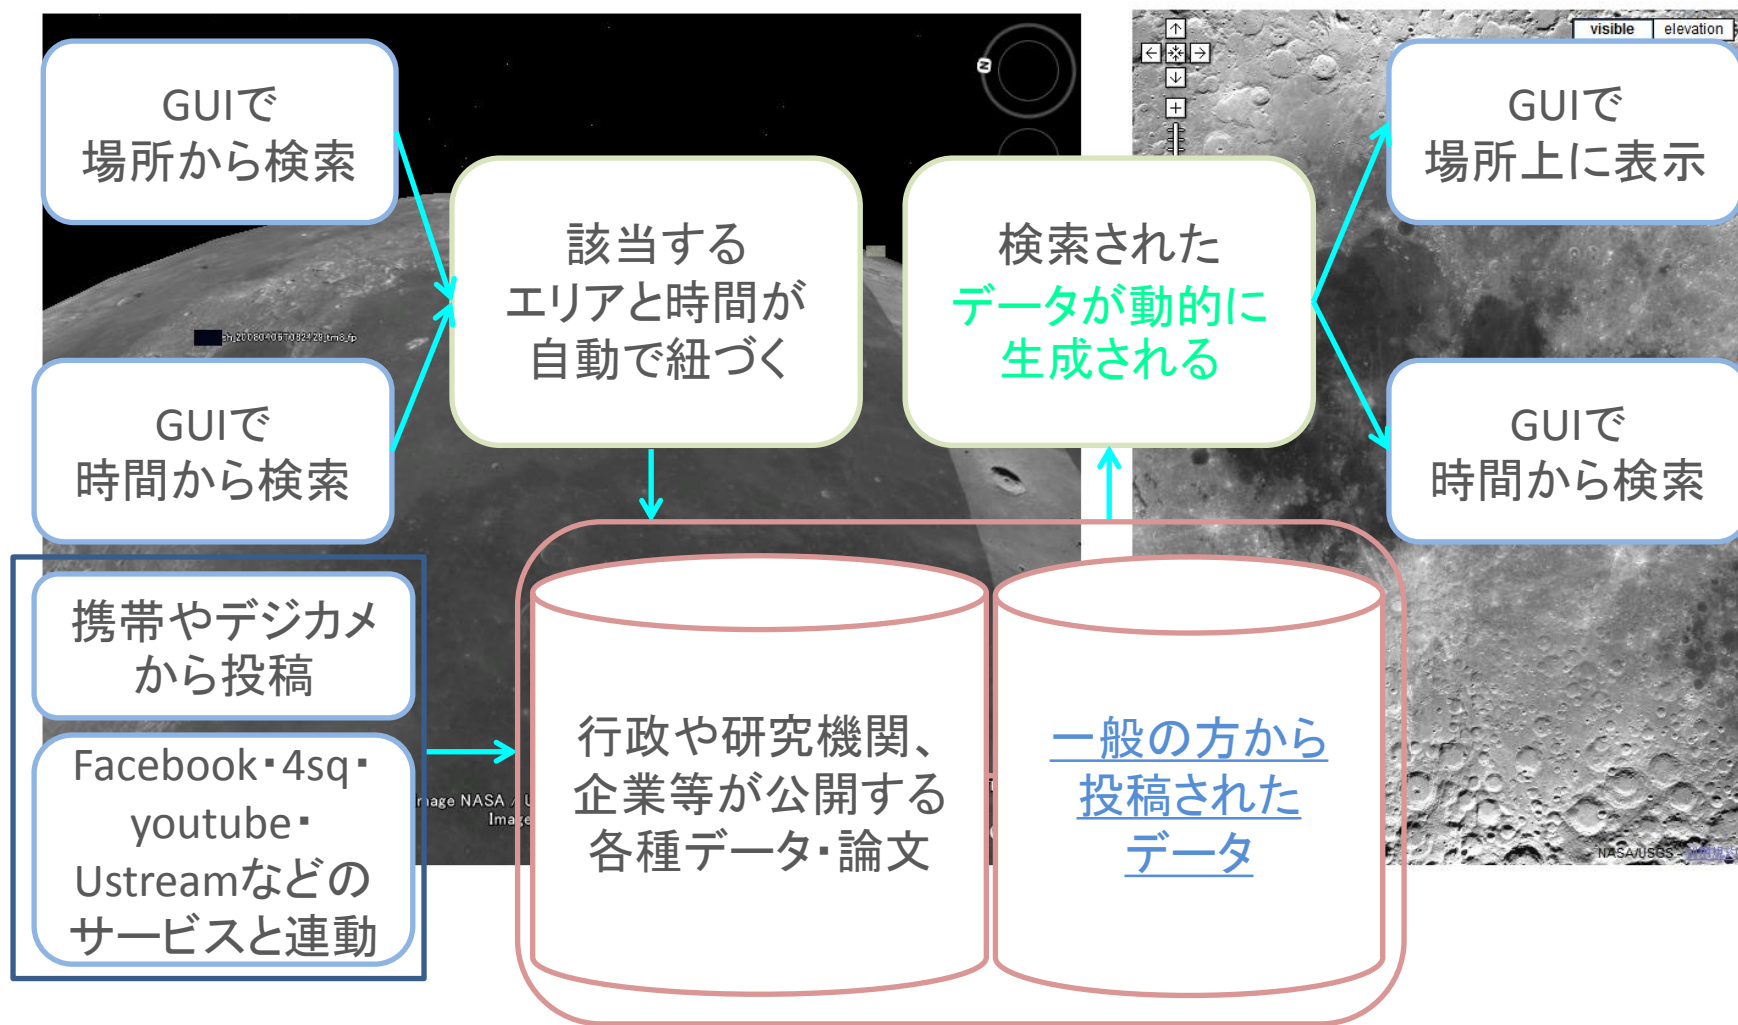 GUIで
場所から検索
GUIで
時間から検索
該当する
エリアと時間が
自動で紐づく
検索された
データが動的に
生成される
GUIで
場所上に表示
GUIで
時間から検索
携帯やデジカメ
から投稿
Facebook・4sq・
youtube・
Ustreamなどの
サービスと連動
行政や研究機関、
企業等が公開する
各種データ・論文
一般の方から
投稿された
データ
visible
elevation
N
mage NASA / U
Image
NASA/USGS -